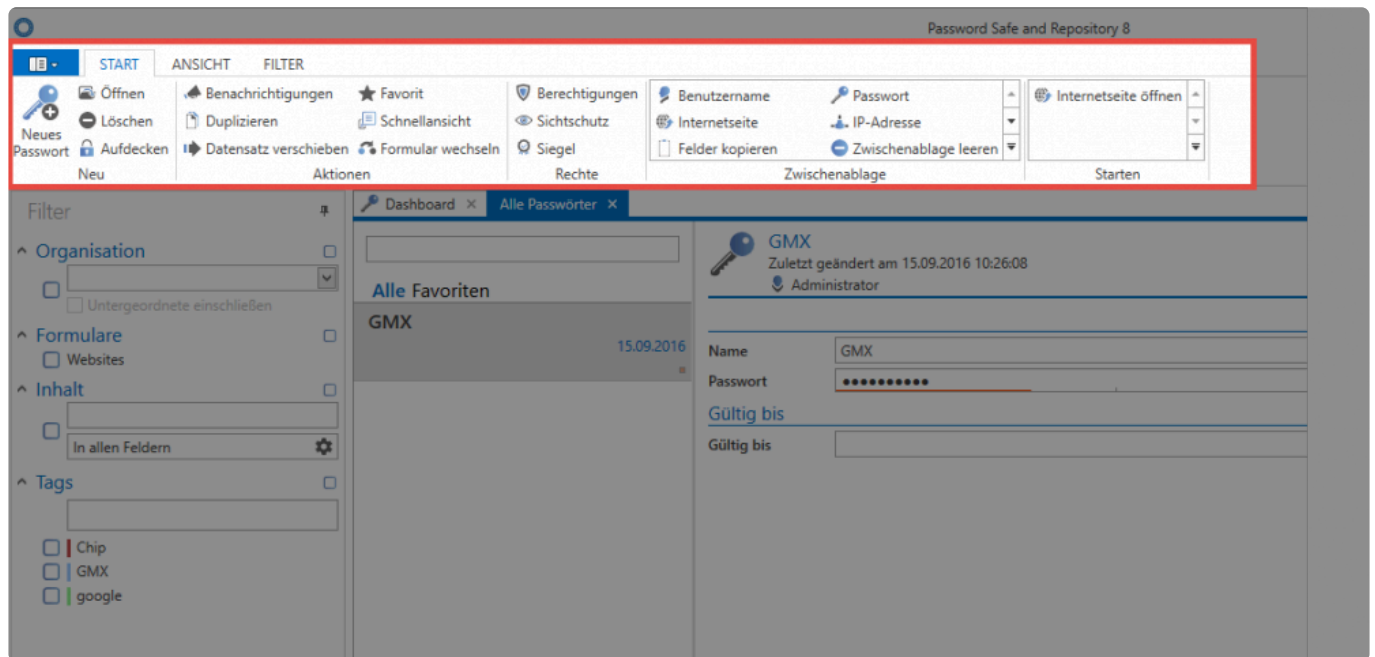 Password Safe and Repository 8
START ANSICHT FILTER
Neues Passwort
Öffnen
Löschen
Aufdecken
Neu
Benachrichtigungen
Duplizieren
Datensatz verschieben
Favorit
Schnellansicht
Formular wechseln
Aktionen
Berechtigungen
Sichtschutz
Siegel
Rechte
Benutzername
Internetseite
Felder kopieren
Passwort
IP-Adresse
Zwischenablage leeren
Zwischenablage
Internetseite öffnen
Starten
Filter
Organisation
Untergeordnete einschließen
Formulare
Websites
Inhalt
In allen Feldern
Tags
Chip
GMX
google
Dashboard
Alle Passwörter
Alle Favoriten
GMX
15.09.2016
GMX
Zuletzt geändert am 15.09.2016 10:26:08
Administrator
Name GMX
Passwort ••••••••••
Gültig bis
Gültig bis